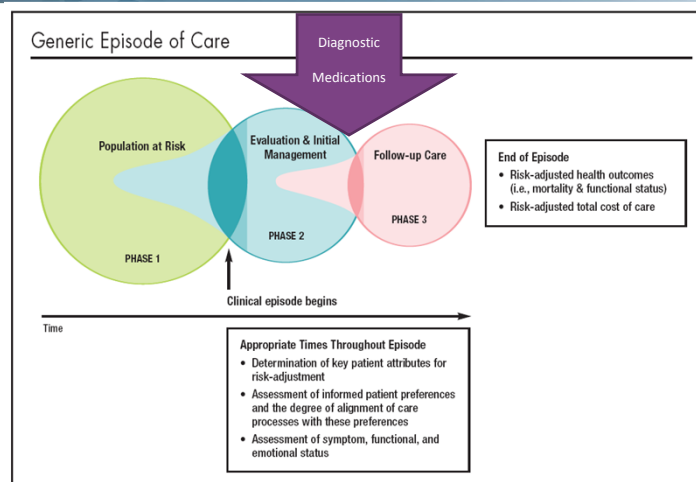 Generic Episode of Care
Diagnostic
Medications
Population at Risk
PHASE 1
Evaluation & Initial
Management
PHASE 2
Follow-up Care
PHASE 3
End of Episode
• Risk-adjusted health outcomes
(i.e., mortality & functional status)
• Risk-adjusted total cost of care
Clinical episode begins
Time
Appropriate Times Throughout Episode
• Determination of key patient attributes for
risk-adjustment
• Assessment of informed patient preferences
and the degree of alignment of care
processes with these preferences
• Assessment of symptom, functional, and
emotional status